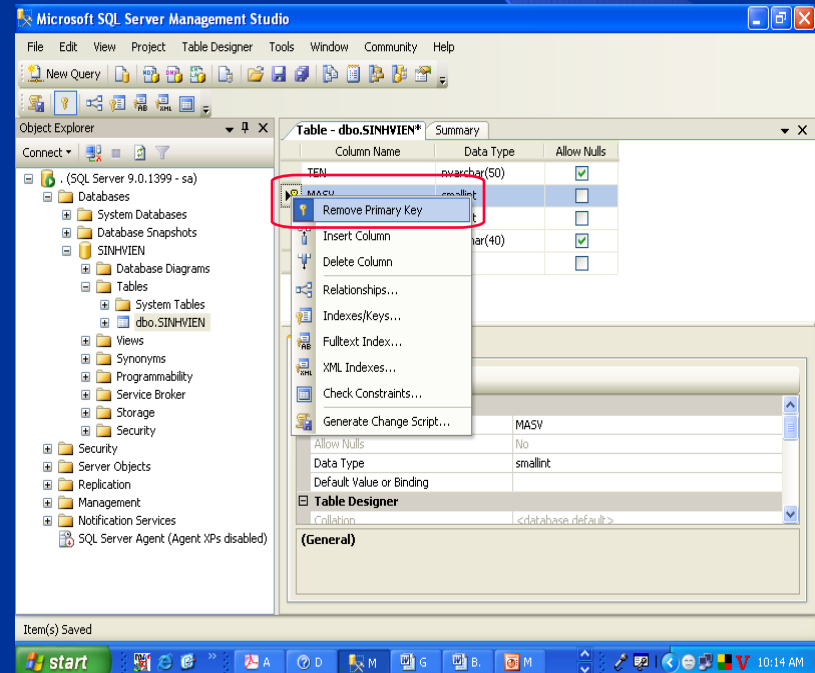 Microsoft SQL Server Management Studio
File Edit View Project Table Designer Tools Window Community Help
New Query
Object Explorer
Connect
. (SQL Server 9.0.1399 - sa)
Databases
System Databases
Database Snapshots
SINHVIEN
Database Diagrams
Tables
System Tables
dbo.SINHVIEN
Views
Synonyms
Programmability
Service Broker
Storage
Security
Security
Server Objects
Replication
Management
Notification Services
SQL Server Agent (Agent XPs disabled)
Table - dbo.SINHVIEN* Summary
Column Name Data Type Allow Nulls
TEN nvarchar(50)
MASV smallint
Remove Primary Key
Insert Column
Delete Column
Relationships...
Indexes/Keys...
Fulltext Index...
XML Indexes...
Check Constraints...
Generate Change Script...
MASV
Allow Nulls No
Data Type smallint
Default Value or Binding
Table Designer
Collation <database default>
(General)
Item(s) Saved
start A D M G B. M V 10:14 AM